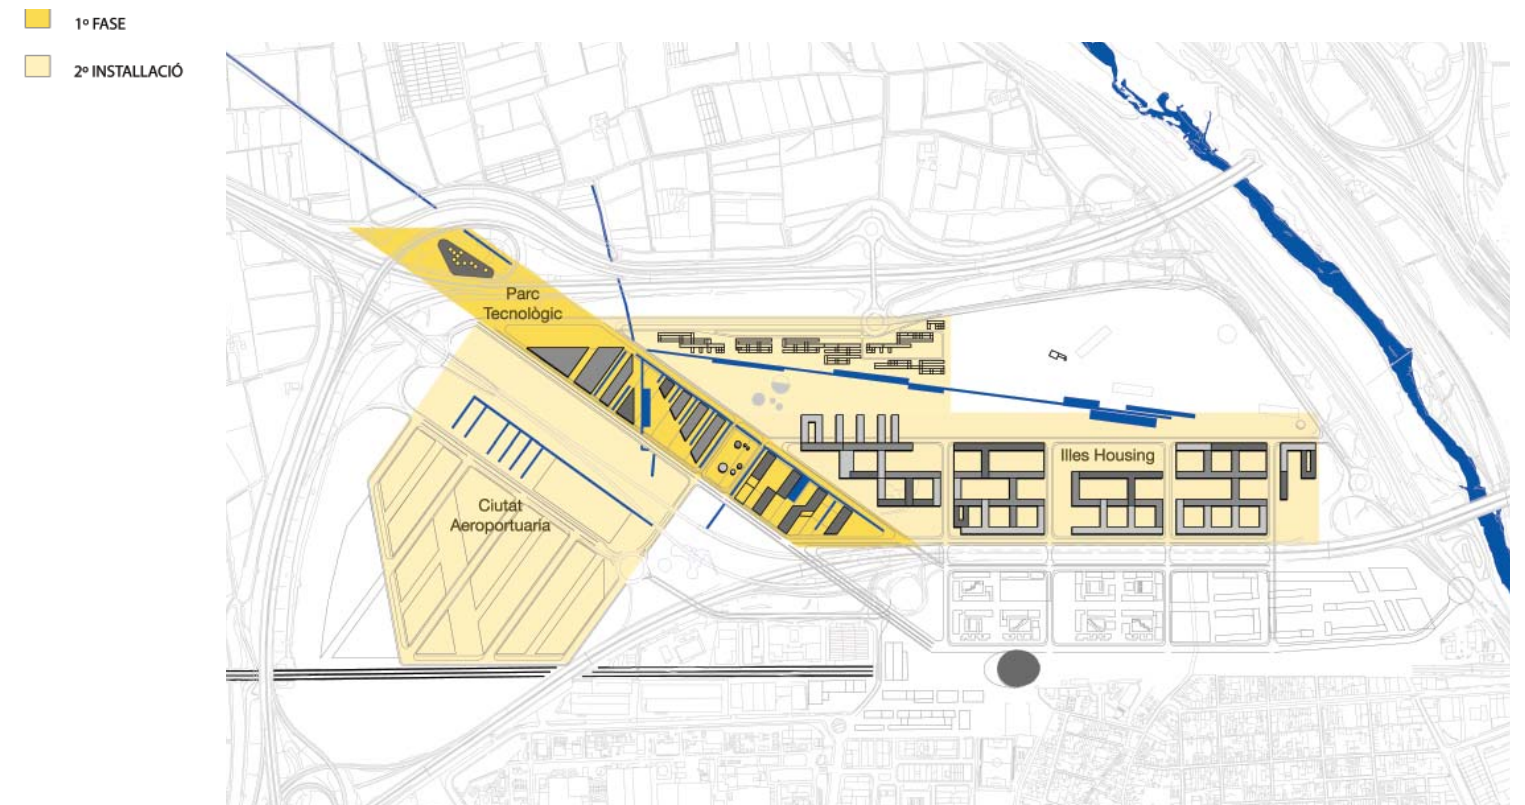 1º FASE
2º INSTALLACIÓ
Parc
Tecnològic
Illes Housing
Ciutat
Aeroportuaria